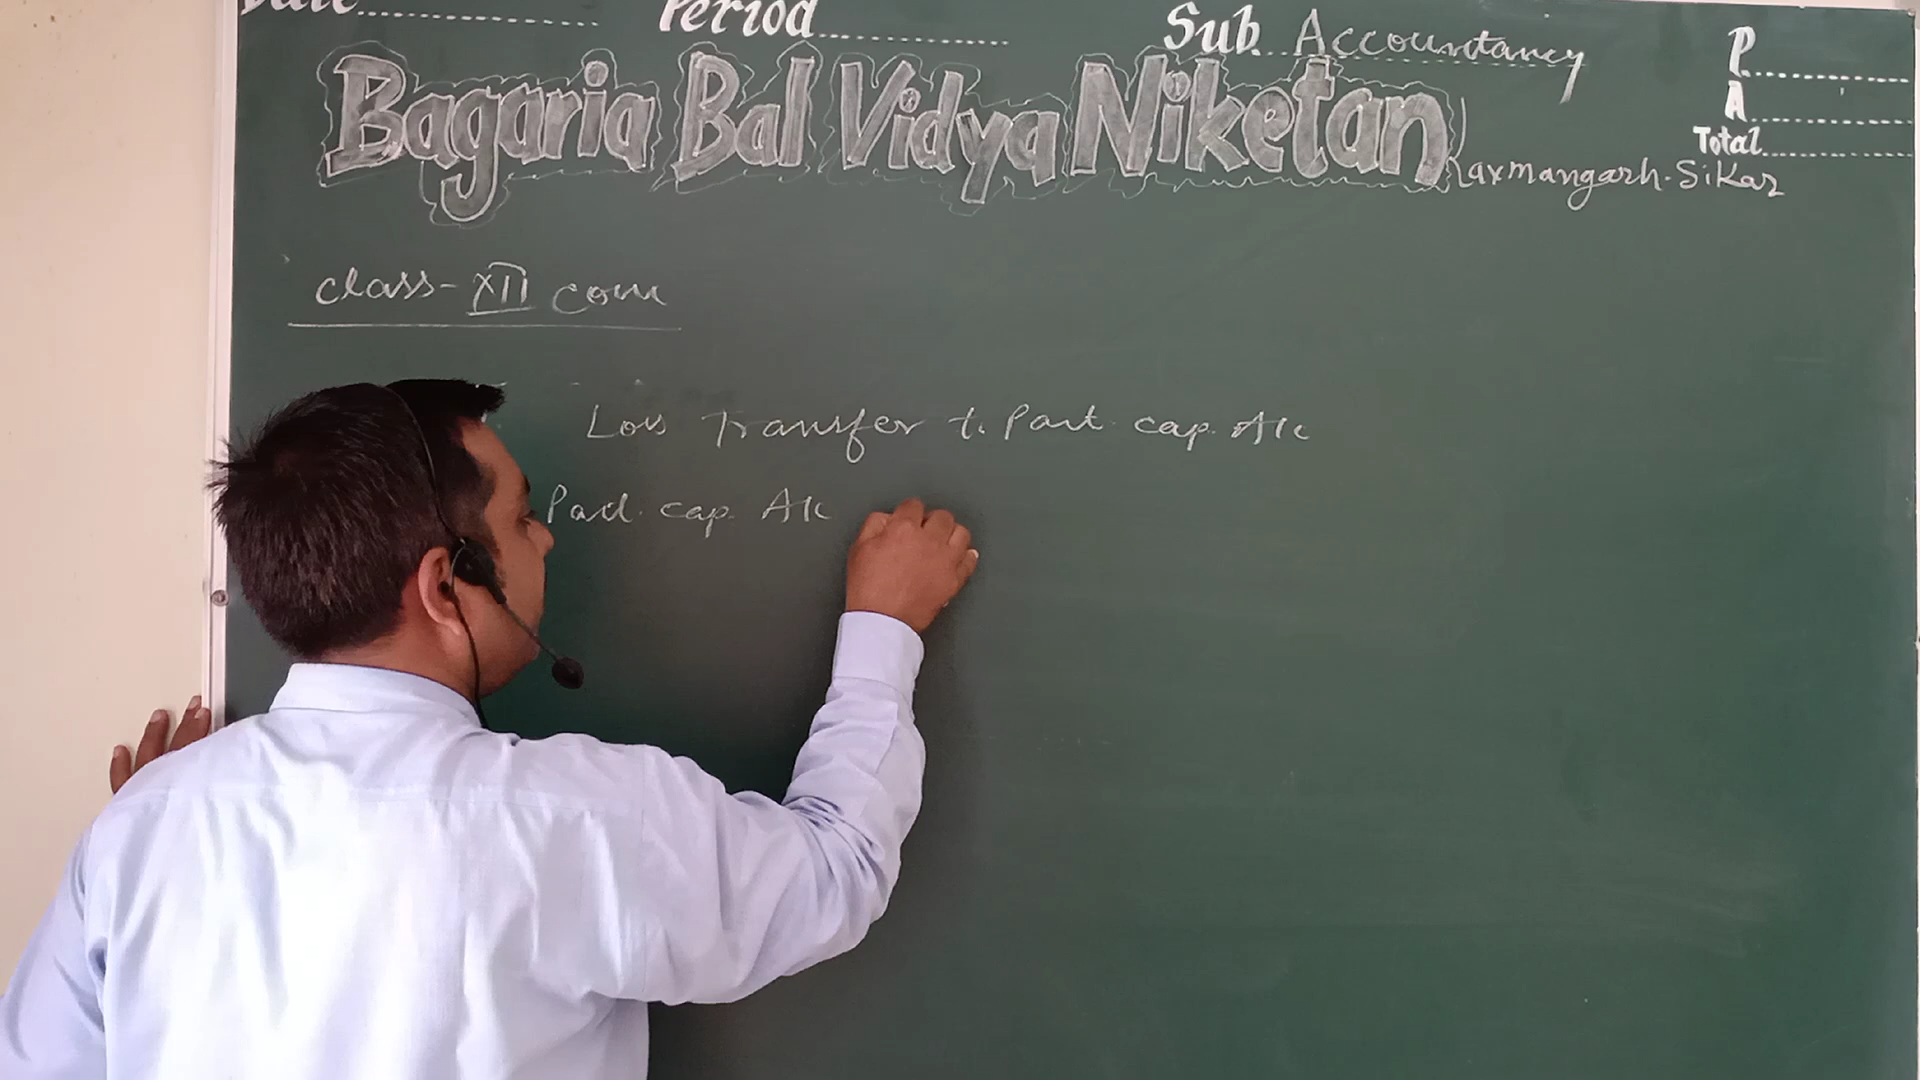 Date
Period
Sub. Accountancy
P
A
Total
Bagaria Bal Vidya Niketan
Laxmangarh. Sikar
class-XII com
Loss Transfer to Part. cap. A/c
Part. cap. A/c